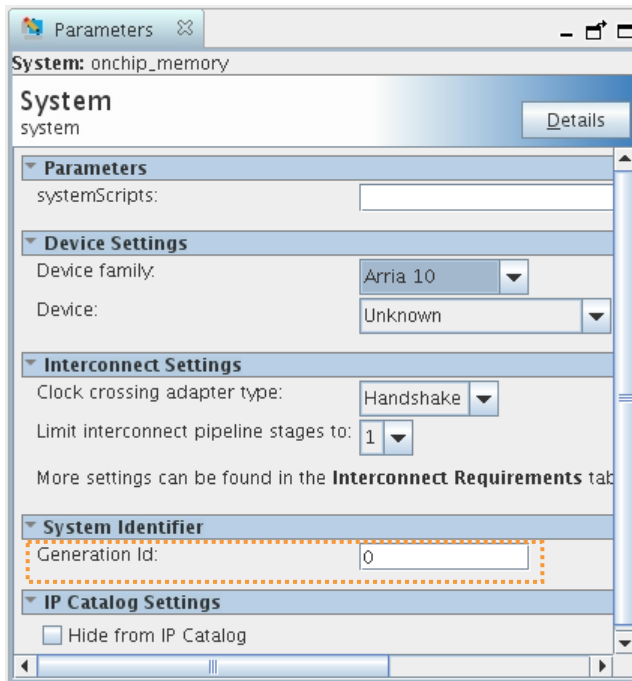 Parameters
System: onchip_memory
System
system
Details
Parameters
systemScripts:
Device Settings
Device family: Arria 10
Device: Unknown
Interconnect Settings
Clock crossing adapter type: Handshake
Limit interconnect pipeline stages to: 1
More settings can be found in the Interconnect Requirements tab
System Identifier
Generation Id: 0
IP Catalog Settings
Hide from IP Catalog